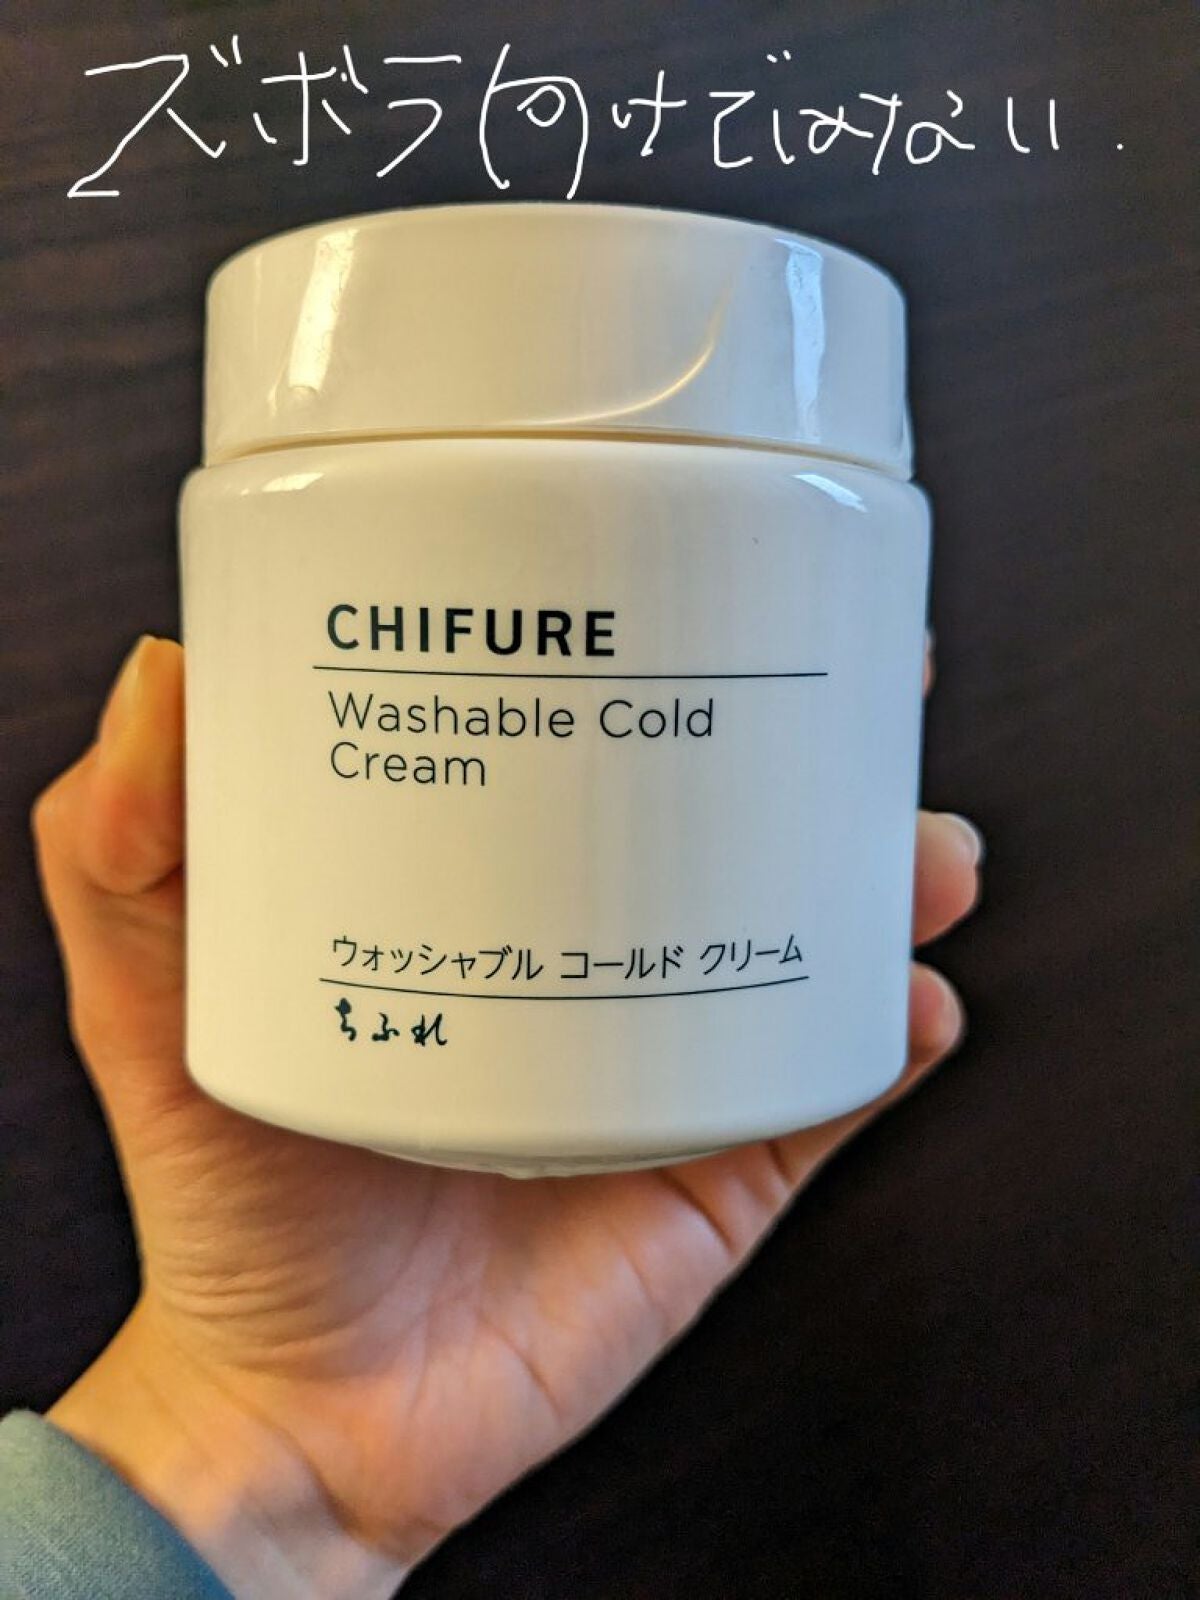 ズボラ向けではない.
CHIFURE
Washable Cold
Cream
ウォッシャブル コールド クリーム
ちふれ